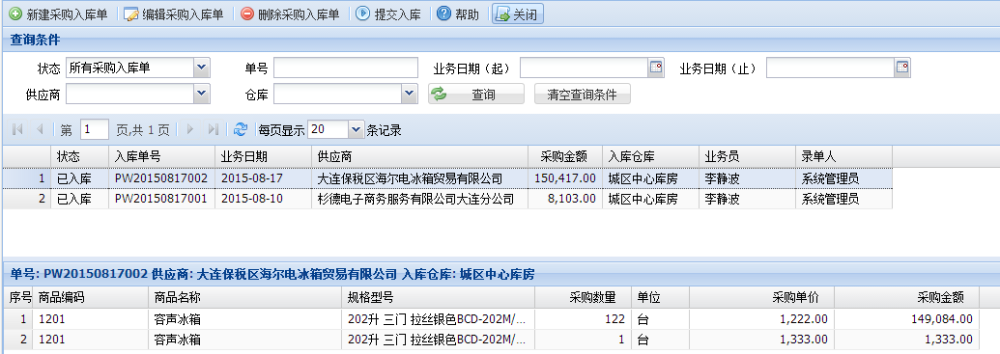 新建采购入库单 编辑采购入库单 删除采购入库单 提交入库 帮助 关闭
查询条件
状态 所有采购入库单 单号 业务日期（起） 业务日期（止）
供应商 仓库 查询 清空查询条件
第 1 页,共 1 页 每页显示 20 条记录
状态 入库单号 业务日期 供应商 采购金额 入库仓库 业务员 录单人
1 已入库 PW20150817002 2015-08-17 大连保税区海尔电冰箱贸易有限公司 150,417.00 城区中心库房 李静波 系统管理员
2 已入库 PW20150817001 2015-08-10 杉德电子商务服务有限公司大连分公司 8,103.00 城区中心库房 李静波 系统管理员
单号: PW20150817002 供应商: 大连保税区海尔电冰箱贸易有限公司 入库仓库: 城区中心库房
序号 商品编码 商品名称 规格型号 采购数量 单位 采购单价 采购金额
1 1201 容声冰箱 202升 三门 拉丝银色BCD-202M/... 122 台 1,222.00 149,084.00
2 1201 容声冰箱 202升 三门 拉丝银色BCD-202M/... 1 台 1,333.00 1,333.00